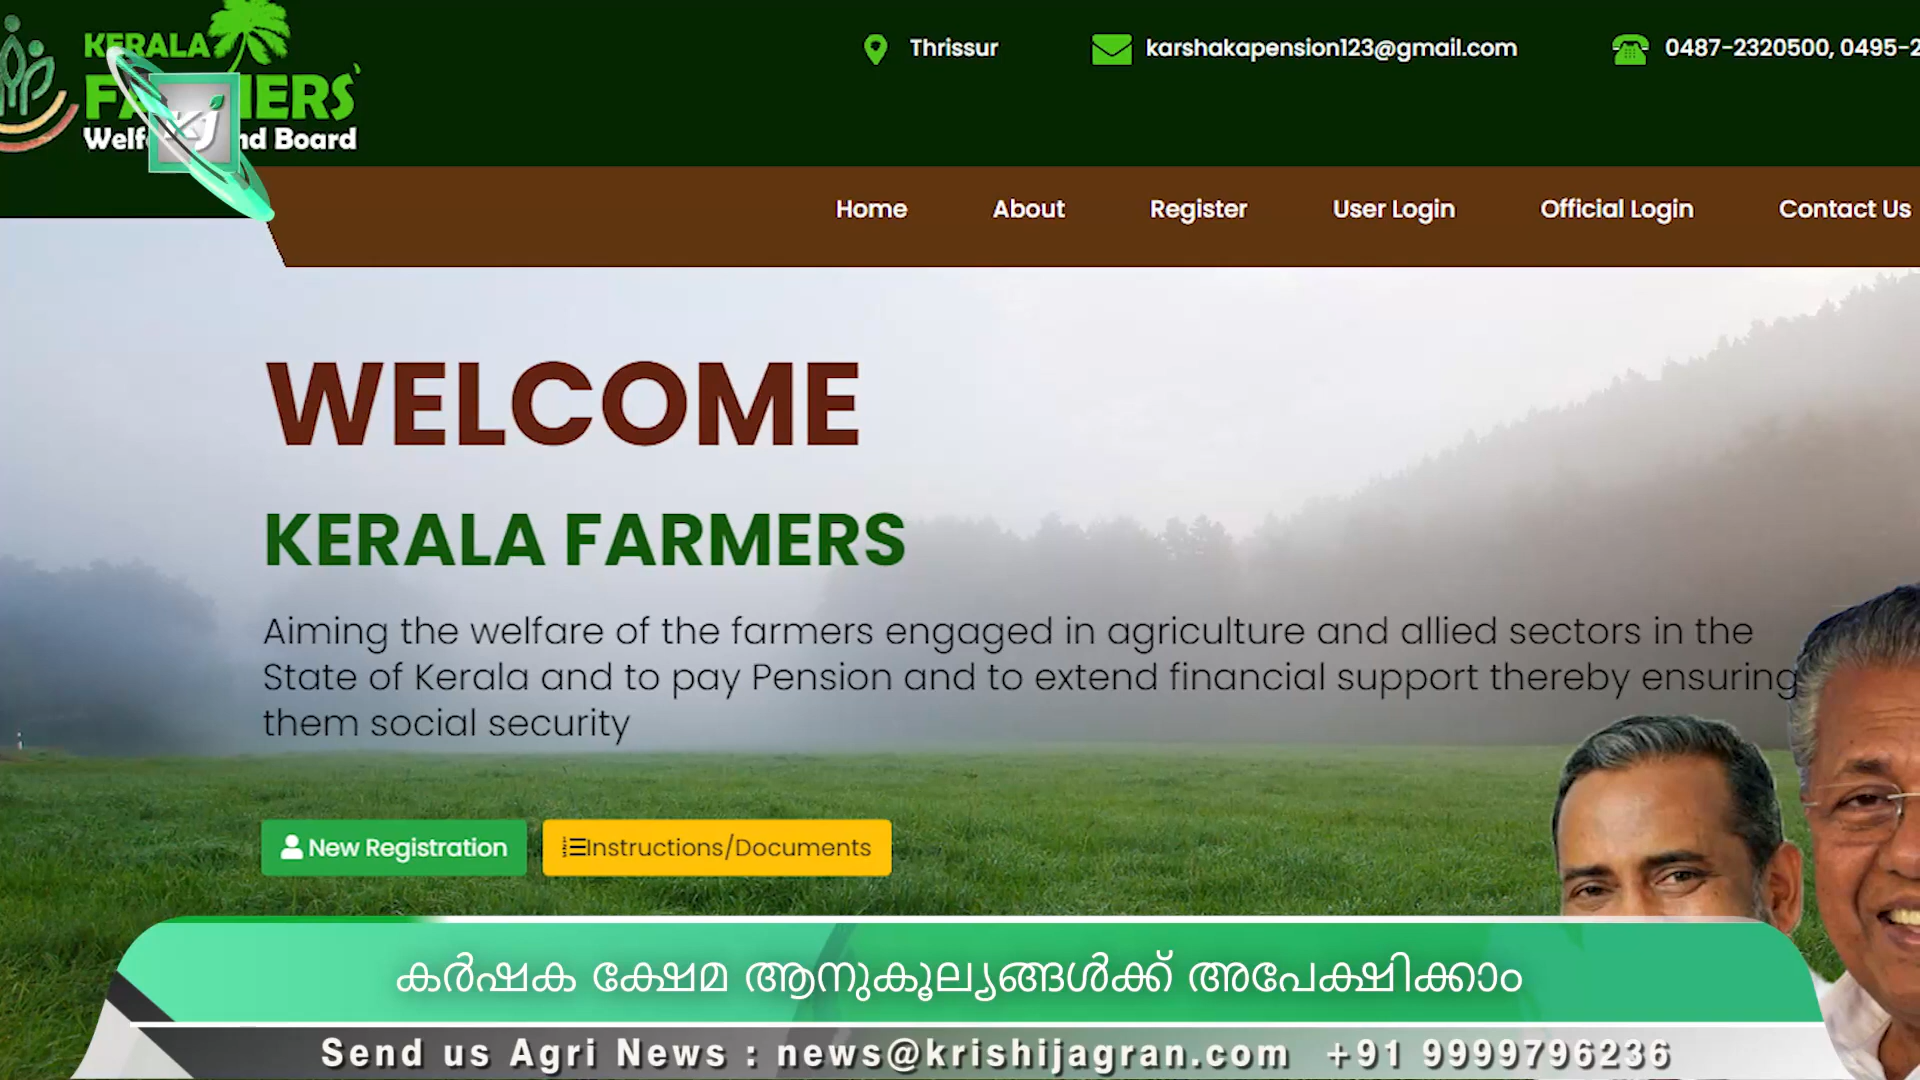 KERALA
Thrissur
karshakapension123@gmail.com
0487-2320500, 0495-2
Board
Home
About
Register
User Login
Official Login
Contact Us
WELCOME
KERALA FARMERS
Aiming the welfare of the farmers engaged in agriculture and allied sectors in the
State of Kerala and to pay Pension and to extend financial support thereby ensuring
them social security
New Registration
Instructions/Documents
കർഷക ക്ഷേമ ആനുകൂല്യങ്ങൾക്ക് അപേക്ഷിക്കാം
Send us Agri News : news@krishijagran.com +91 9999796236